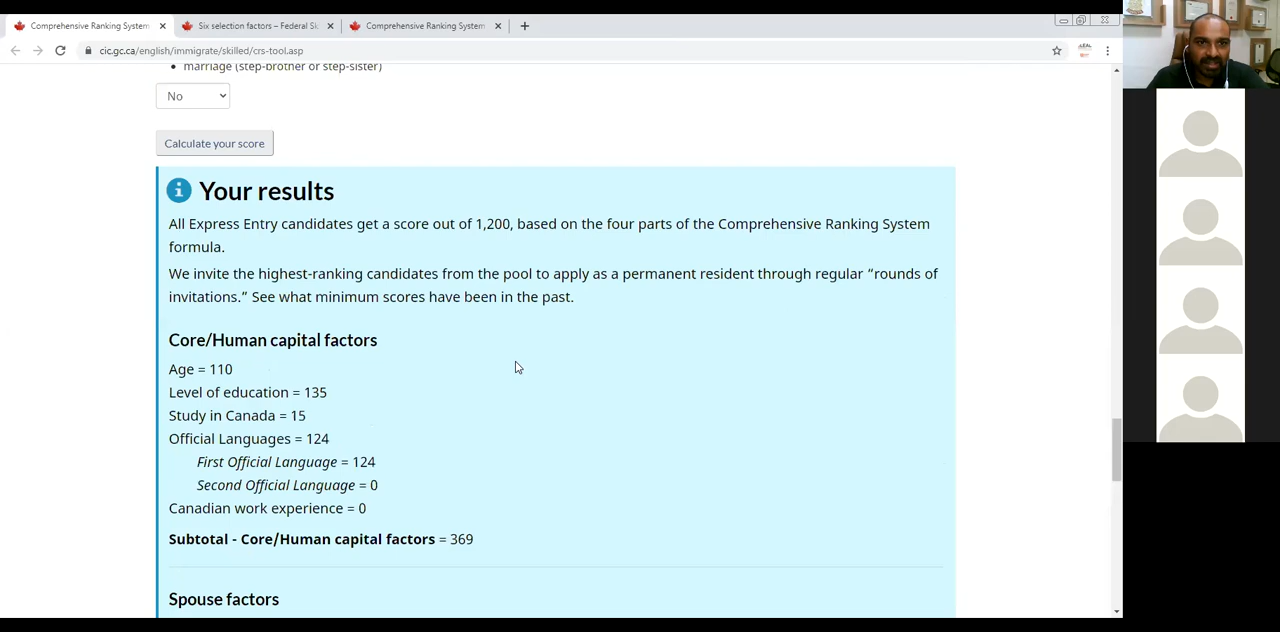 Comprehensive Ranking System
Six selection factors – Federal Sk
Comprehensive Ranking System
cic.gc.ca/english/immigrate/skilled/crs-tool.asp
marriage (step-brother or step-sister)
No
Calculate your score
Your results
All Express Entry candidates get a score out of 1,200, based on the four parts of the Comprehensive Ranking System
formula.
We invite the highest-ranking candidates from the pool to apply as a permanent resident through regular “rounds of
invitations.” See what minimum scores have been in the past.
Core/Human capital factors
Age = 110
Level of education = 135
Study in Canada = 15
Official Languages = 124
First Official Language = 124
Second Official Language = 0
Canadian work experience = 0
Subtotal - Core/Human capital factors = 369
Spouse factors